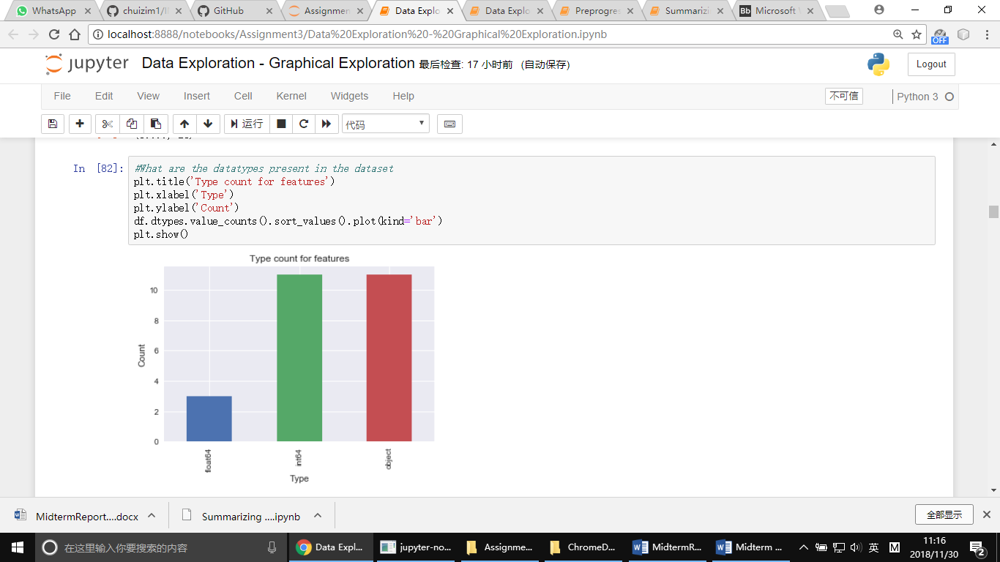 WhatsApp
chuizim1/I
GitHub
Assignmen
Data Explo
Data Explo
Preprogres
Summarizi
Bb Microsoft
localhost:8888/notebooks/Assignment3/Data%20Exploration%20-%20Graphical%20Exploration.ipynb
OFF
jupyter Data Exploration - Graphical Exploration 最后检查: 17 小时前 (自动保存)
Logout
File Edit View Insert Cell Kernel Widgets Help
不可信 Python 3
运行 代码
In [82]:
#What are the datatypes present in the dataset
plt.title('Type count for features')
plt.xlabel('Type')
plt.ylabel('Count')
df.dtypes.value_counts().sort_values().plot(kind='bar')
plt.show()
Type count for features
10
8
6
4
2
0
Count
float64
int64
object
Type
MidtermReport....docx
Summarizing ....ipynb
全部显示
在这里输入你要搜索的内容
Data Expl...
jupyter-no...
Assignme...
ChromeD...
MidtermR...
Midterm ...
英 M
11:16
2018/11/30
2